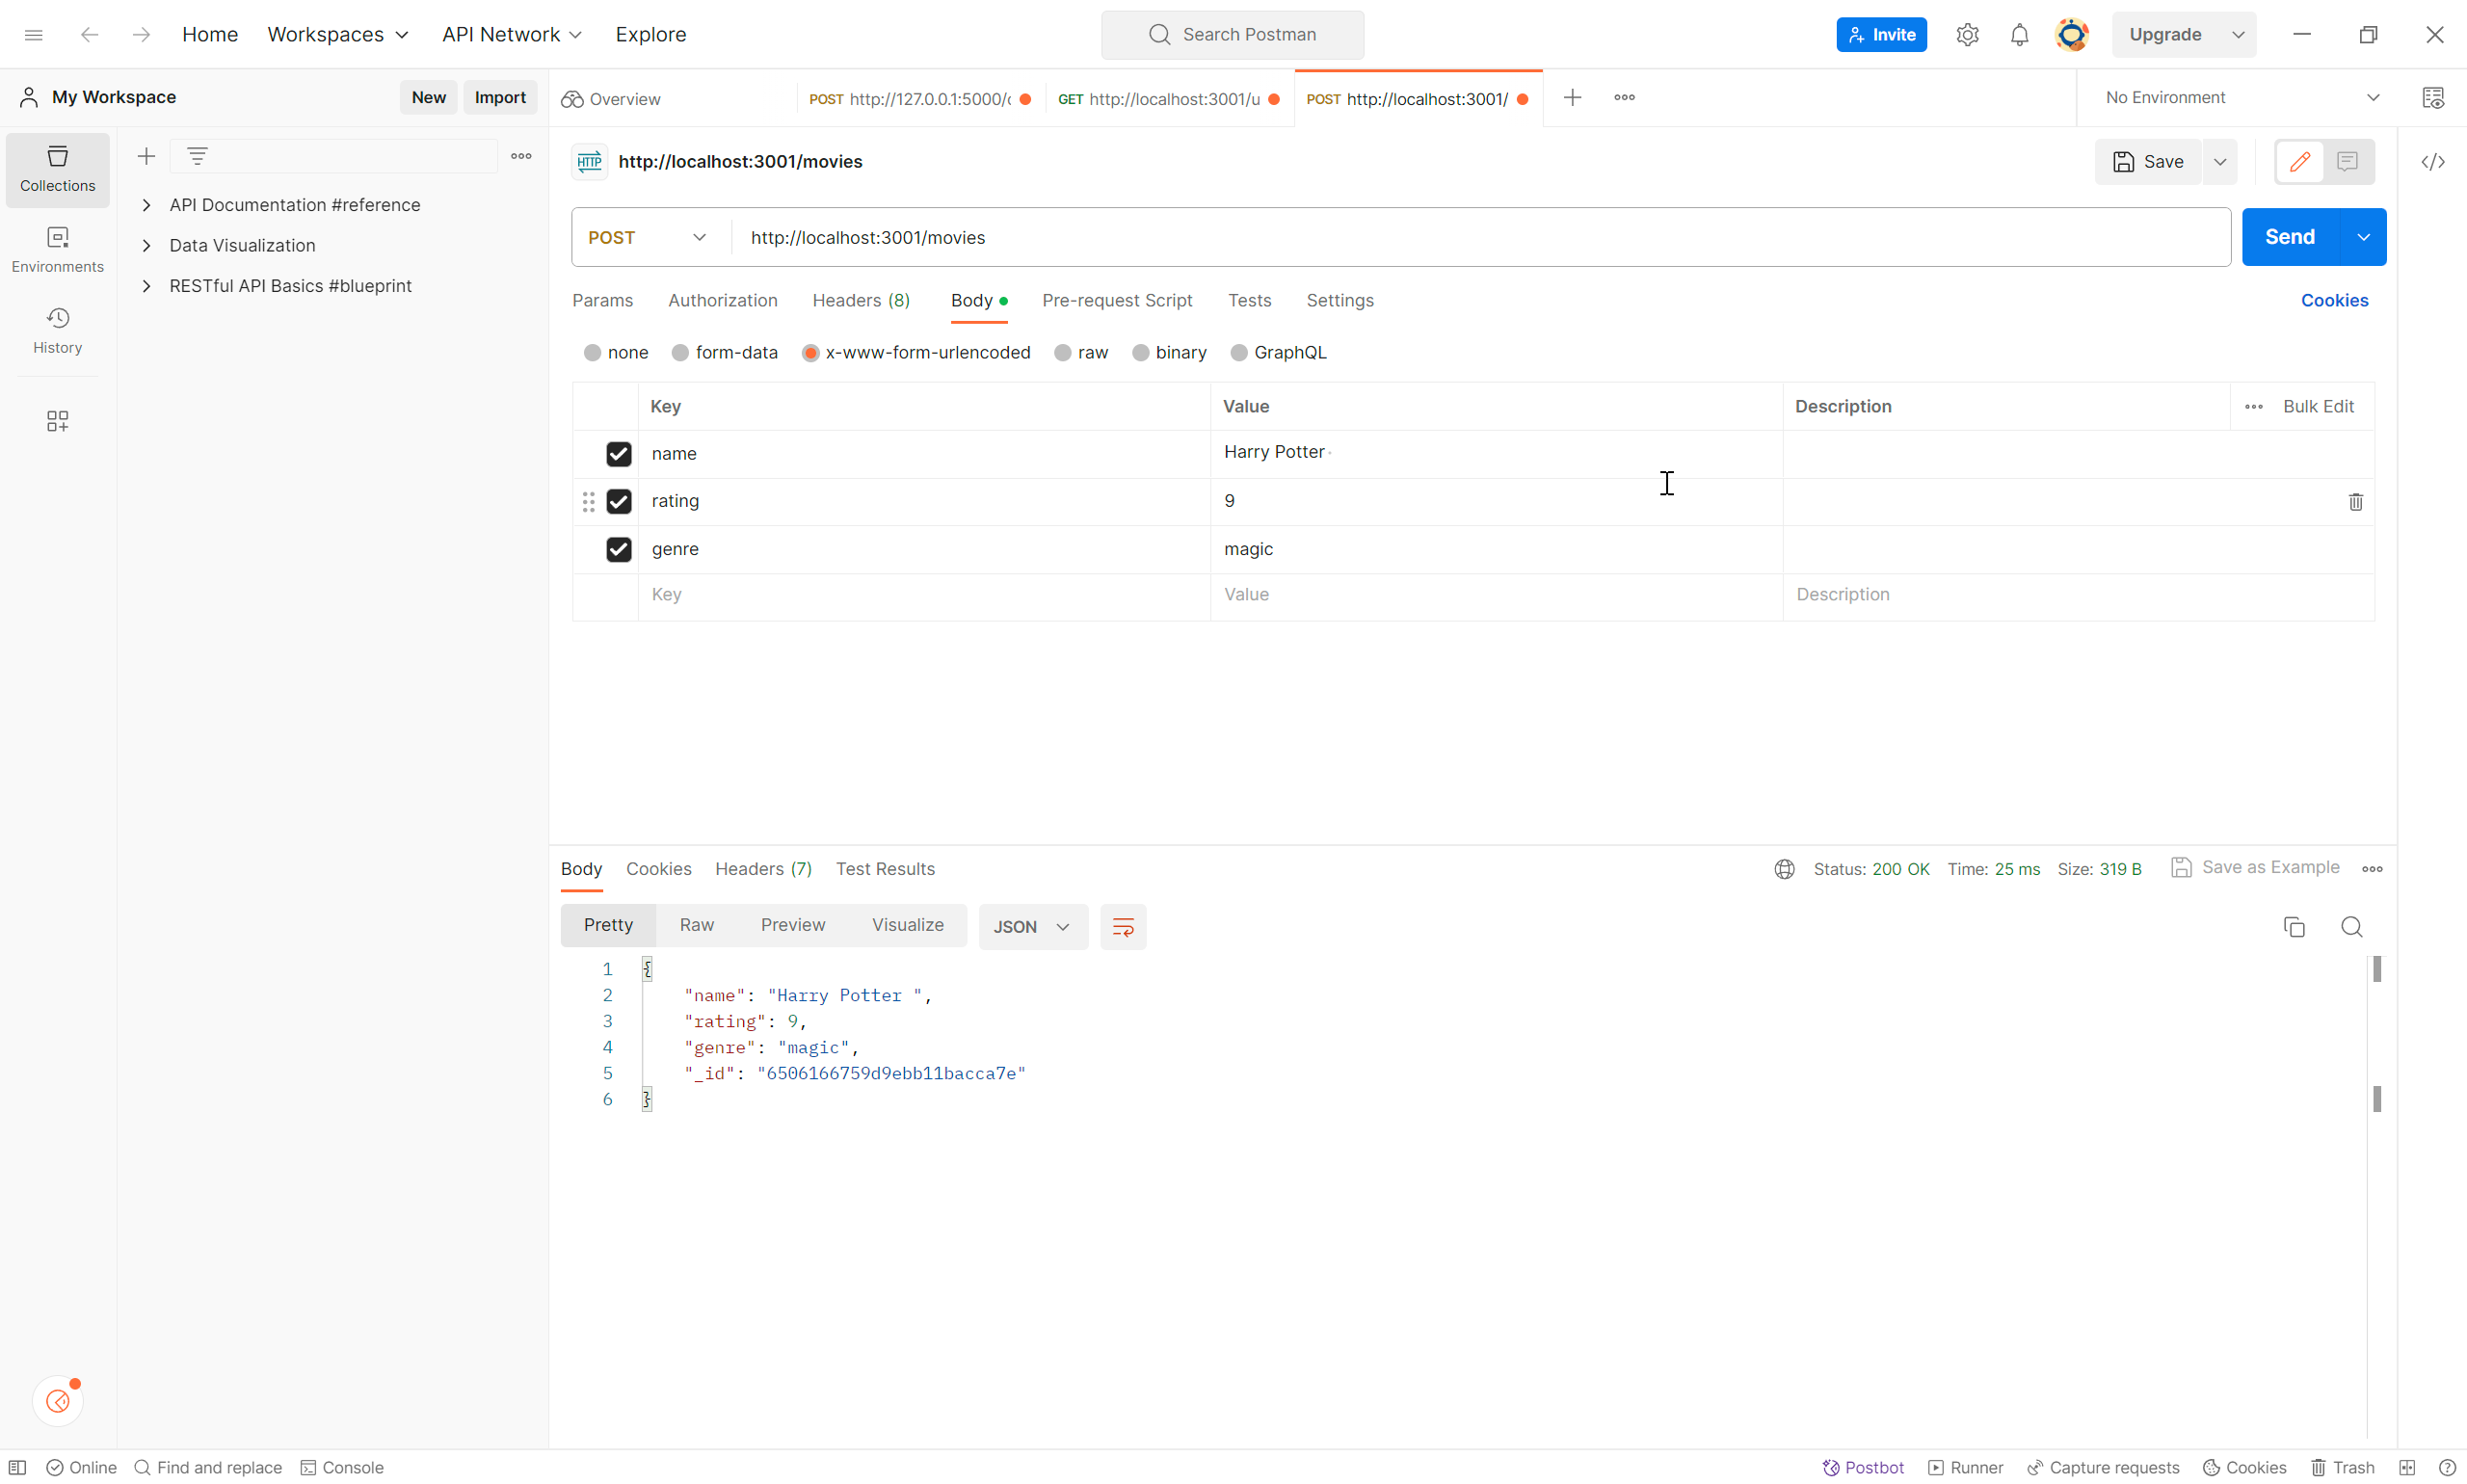 Home Workspaces API Network Explore Search Postman Invite Upgrade
My Workspace New Import Overview POST http://127.0.0.1:5000/ GET http://localhost:3001/u POST http://localhost:3001/ No Environment
Collections
Environments
History
API Documentation #reference
Data Visualization
RESTful API Basics #blueprint
HTTP http://localhost:3001/movies Save
POST http://localhost:3001/movies Send
Params Authorization Headers (8) Body Pre-request Script Tests Settings Cookies
none form-data x-www-form-urlencoded raw binary GraphQL
Key Value Description Bulk Edit
name Harry Potter
rating 9
genre magic
Key Value Description
Body Cookies Headers (7) Test Results Status: 200 OK Time: 25 ms Size: 319 B Save as Example
Pretty Raw Preview Visualize JSON
1 {
2 "name": "Harry Potter ",
3 "rating": 9,
4 "genre": "magic",
5 "_id": "6506166759d9ebb11bacca7e"
6 }
Online Find and replace Console Postbot Runner Capture requests Cookies Trash